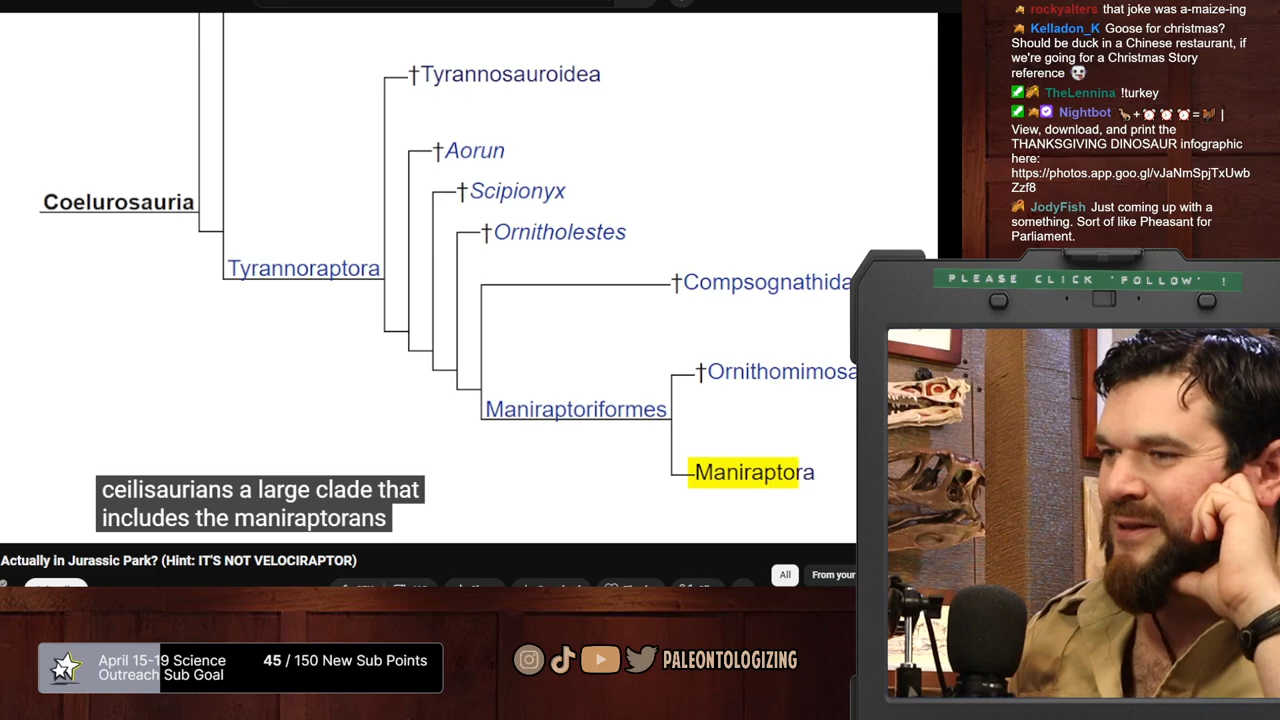 †Tyrannosauroidea
†Aorun
†Scipionyx
Coelurosauria
†Ornitholestes
Tyrannoraptora
†Compsognathida
†Ornithomimosa
Maniraptoriformes
Maniraptora
ceilisaurians a large clade that
includes the maniraptorans
Actually in Jurassic Park? (Hint: IT'S NOT VELOCIRAPTOR)
All
From your
rockyalters that joke was a-maize-ing
Kelladon_K Goose for christmas?
Should be duck in a Chinese restaurant, if
we're going for a Christmas Story
reference
TheLennina !turkey
Nightbot + = |
View, download, and print the
THANKSGIVING DINOSAUR infographic
here:
https://photos.app.goo.gl/vJaNmSpjTxUwb
Zzf8
JodyFish Just coming up with a
something. Sort of like Pheasant for
Parliament.
PLEASE CLICK 'FOLLOW' !
April 15-19 Science
Outreach Sub Goal
45 / 150 New Sub Points
PALEONTOLOGIZING